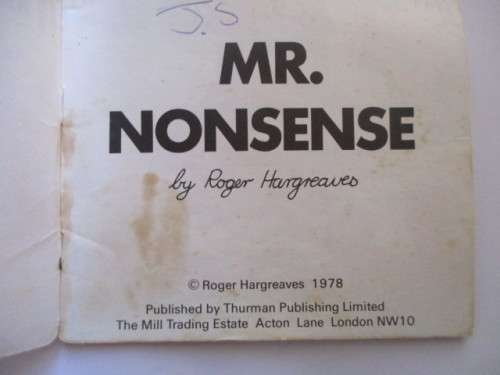 J.S
MR.
NONSENSE
by Roger Hargreaves
© Roger Hargreaves 1978
Published by Thurman Publishing Limited
The Mill Trading Estate Acton Lane London NW10